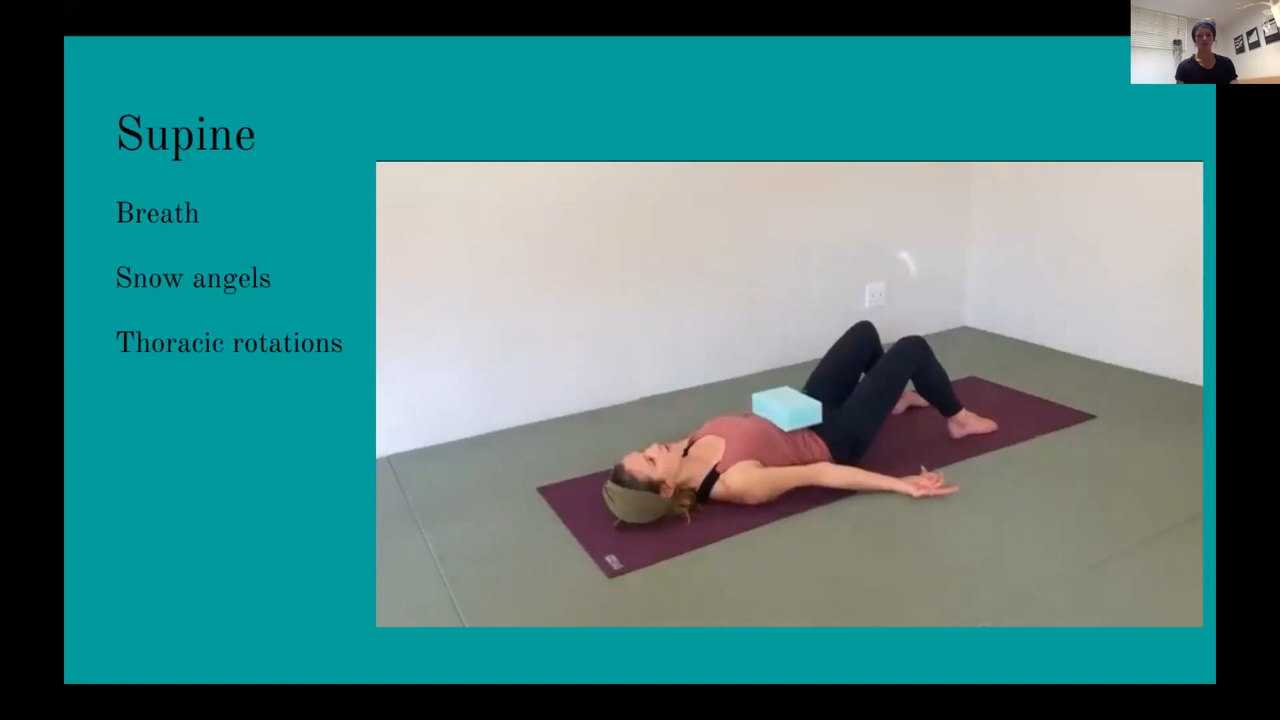 Supine
Breath
Snow angels
Thoracic rotations